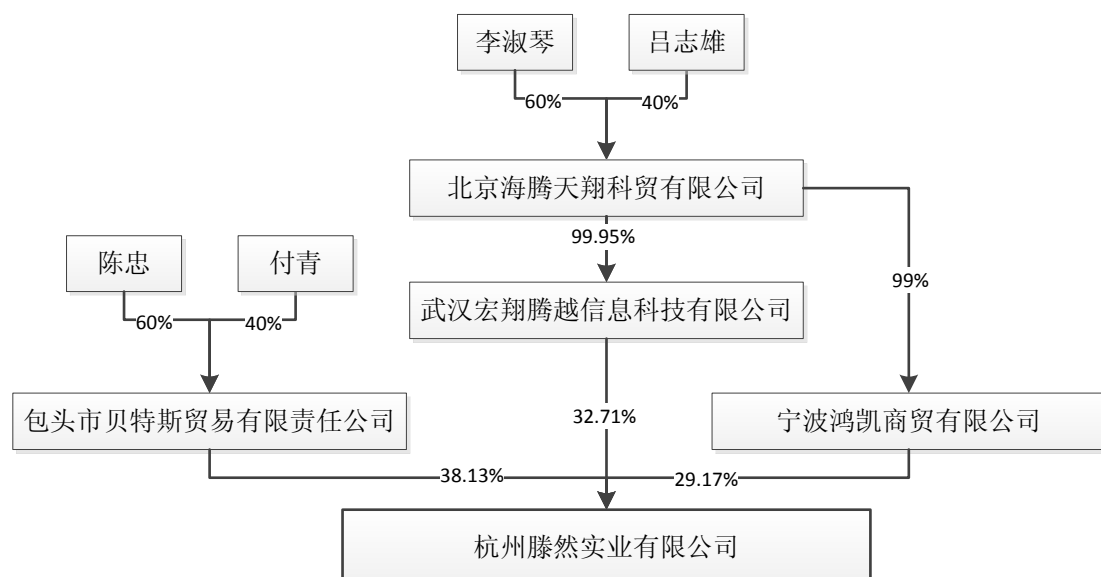 李淑琴
吕志雄
60%
40%
北京海腾天翔科贸有限公司
99.95%
99%
陈忠
付青
60%
40%
武汉宏翔腾越信息科技有限公司
包头市贝特斯贸易有限责任公司
32.71%
宁波鸿凯商贸有限公司
38.13%
29.17%
杭州滕然实业有限公司